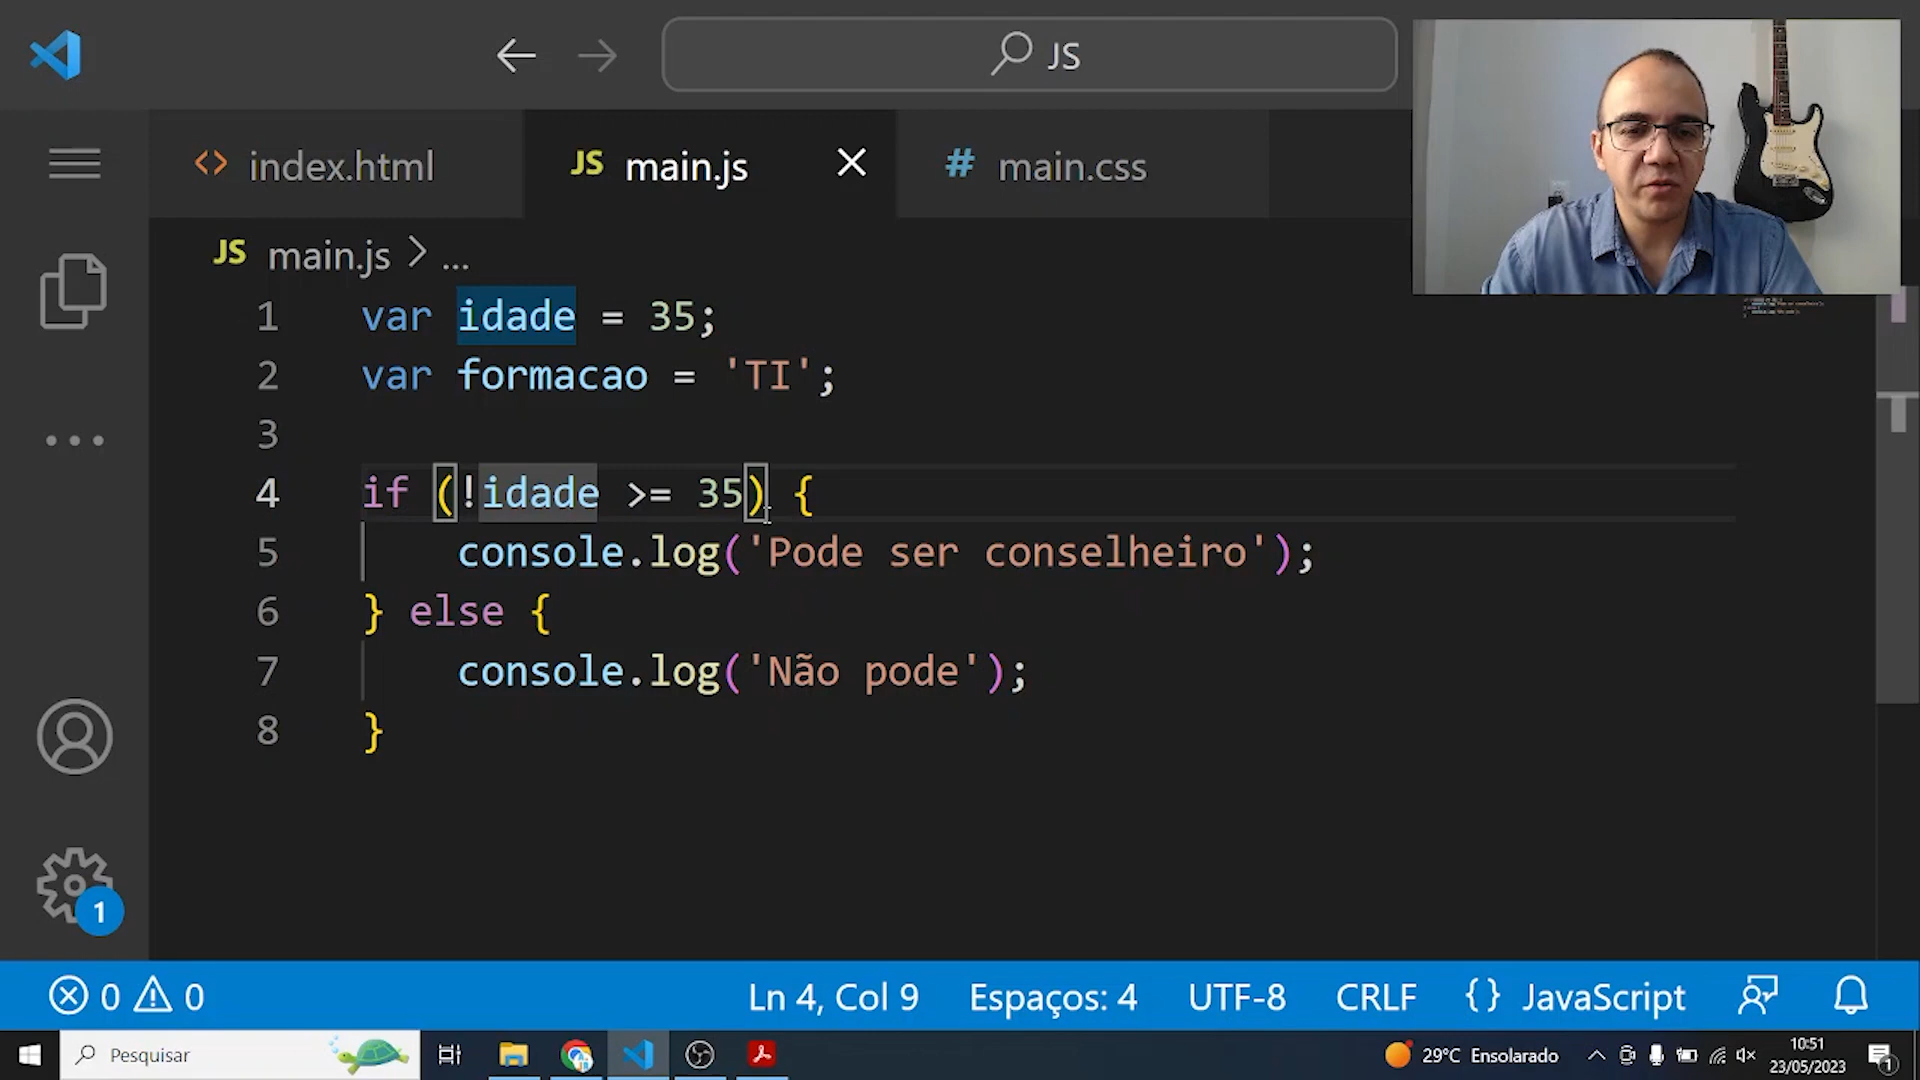 JS
index.html
JS main.js
# main.css
JS main.js > ...
1 var idade = 35;
2 var formacao = 'TI';
3
4 if (!idade >= 35) {
5 console.log('Pode ser conselheiro');
6 } else {
7 console.log('Não pode');
8 }
1
0 0
Ln 4, Col 9
Espaços: 4
UTF-8
CRLF
{} JavaScript
Pesquisar
29°C Ensolarado
10:51
23/05/2023
1